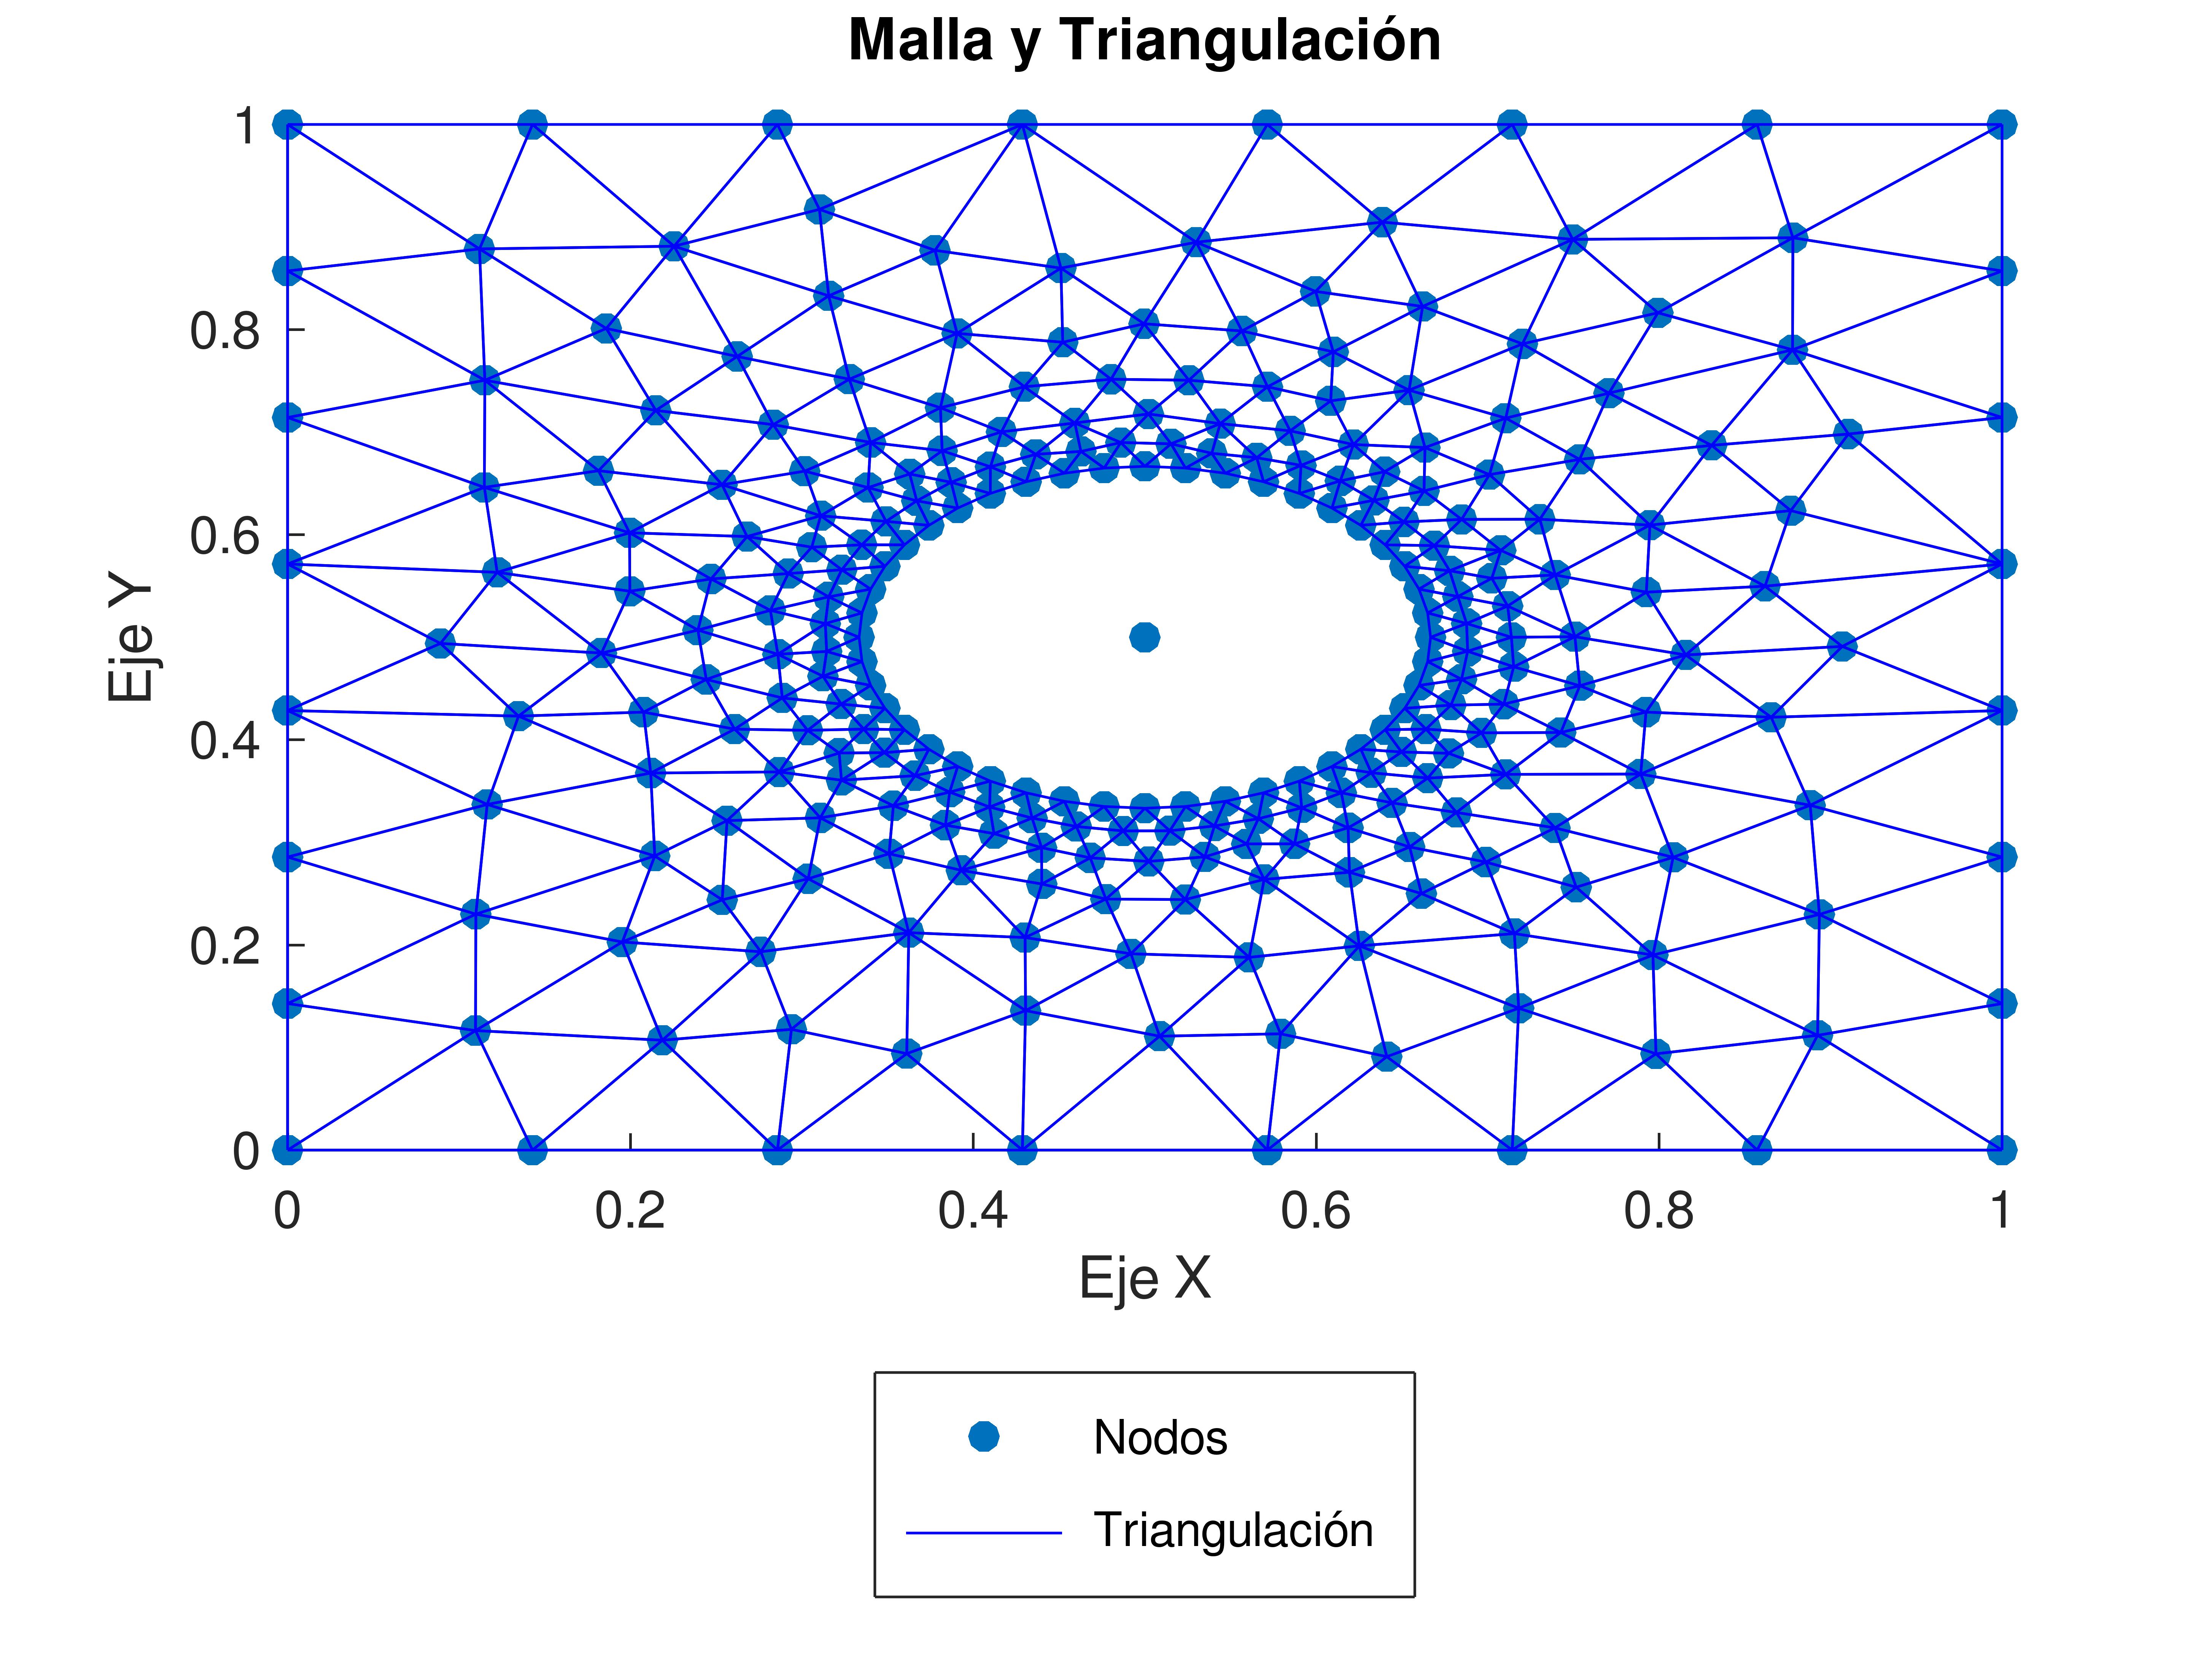 Malla y Triangulación
1
0.8
0.6
0.4
0.2
0
Eje Y
0 0.2 0.4 0.6 0.8 1
Eje X
Nodos
Triangulación